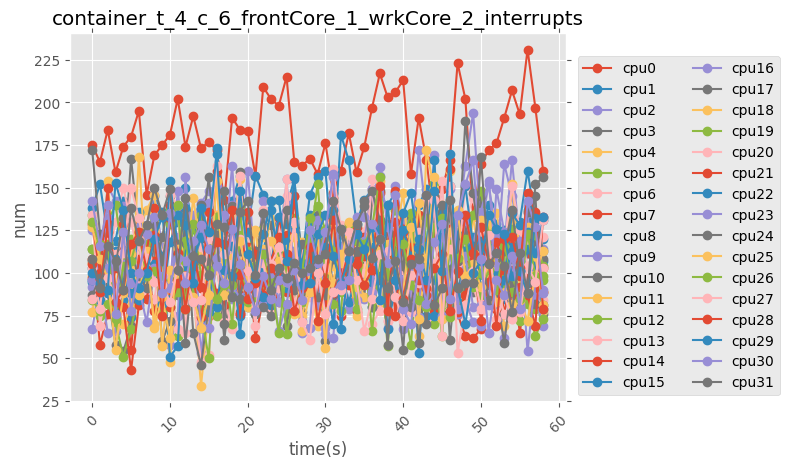 container_t_4_c_6_frontCore_1_wrkCore_2_interrupts
225
200
175
150
125
100
75
50
25
num
0
10
20
30
40
50
60
time(s)
cpu0
cpu1
cpu2
cpu3
cpu4
cpu5
cpu6
cpu7
cpu8
cpu9
cpu10
cpu11
cpu12
cpu13
cpu14
cpu15
cpu16
cpu17
cpu18
cpu19
cpu20
cpu21
cpu22
cpu23
cpu24
cpu25
cpu26
cpu27
cpu28
cpu29
cpu30
cpu31